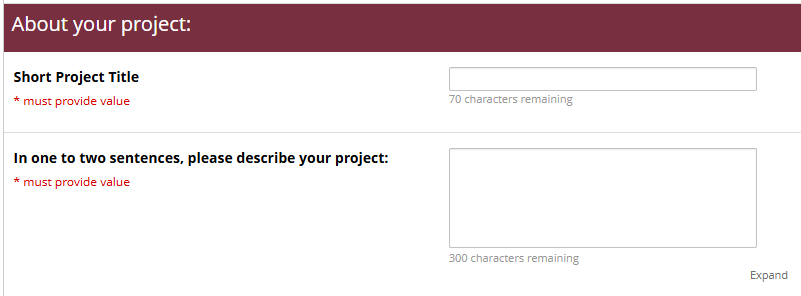 About your project:
Short Project Title
* must provide value
70 characters remaining
In one to two sentences, please describe your project:
* must provide value
300 characters remaining
Expand